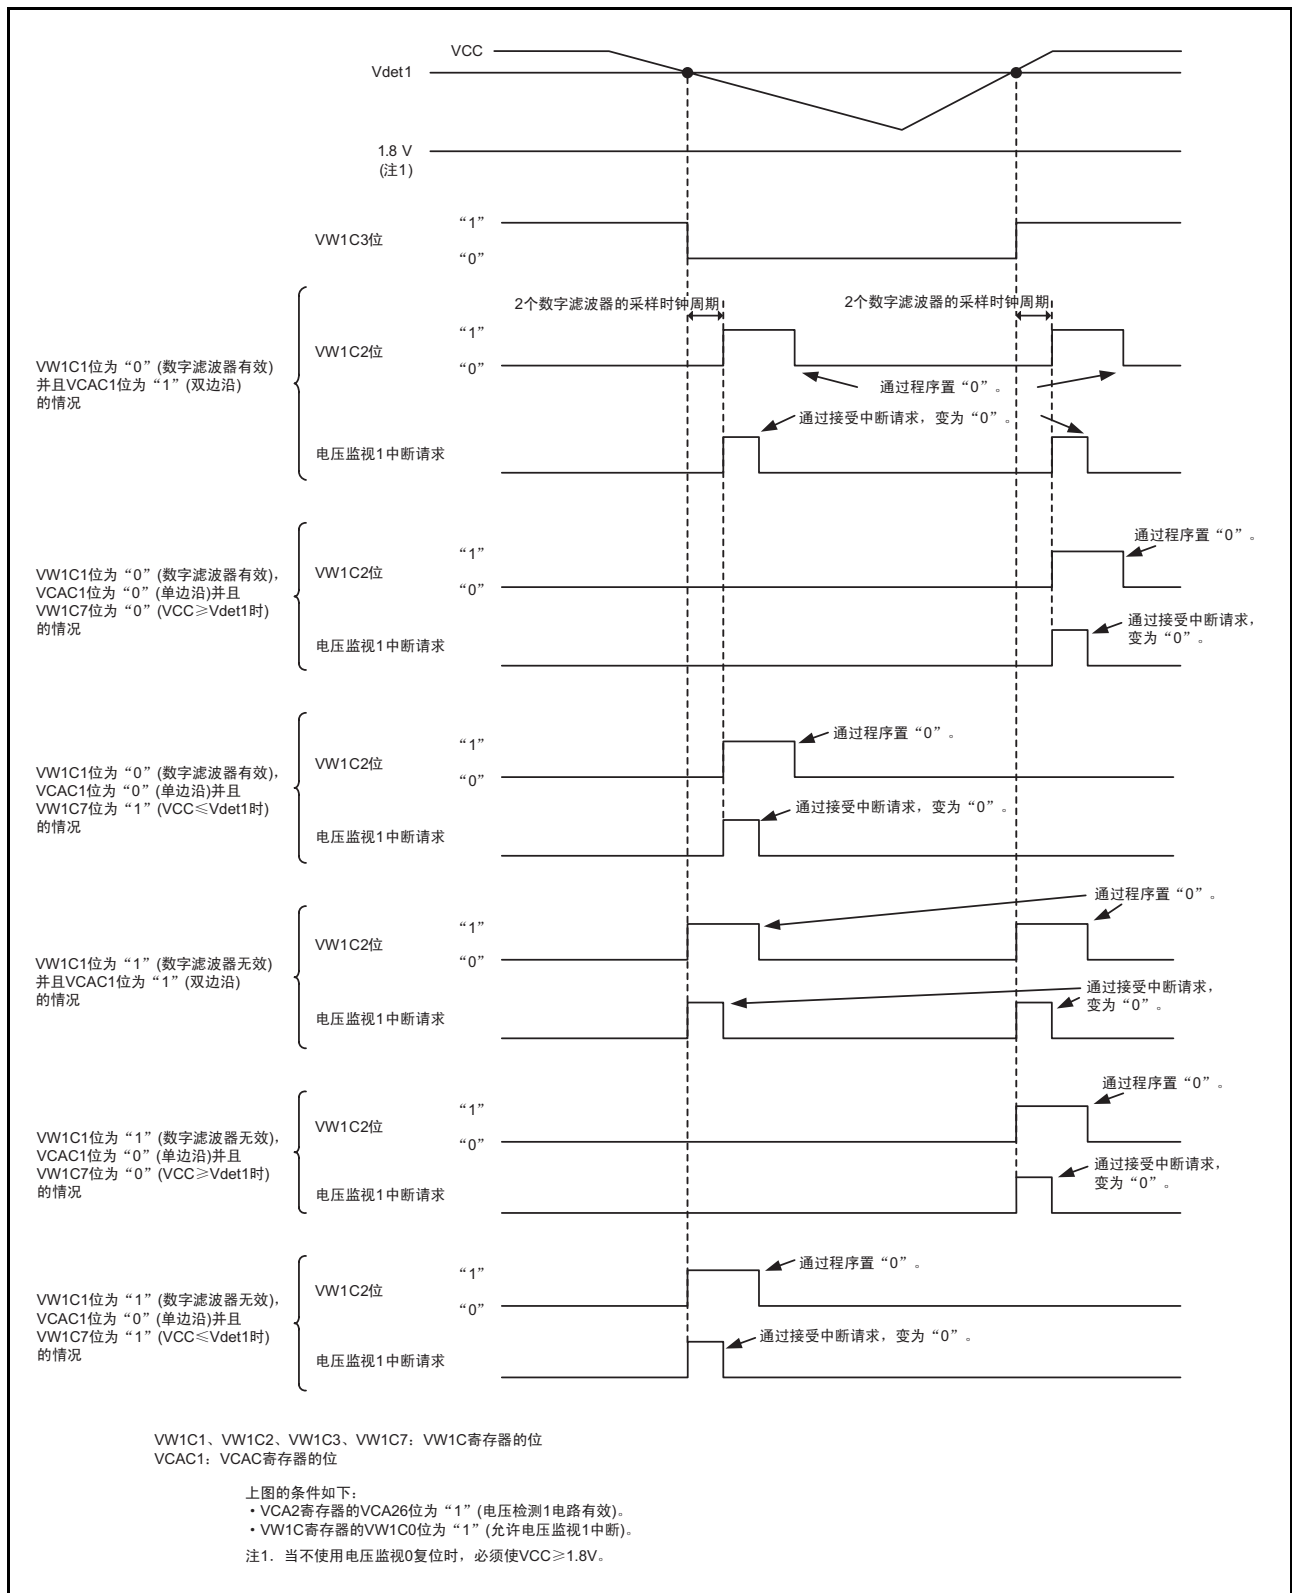 VCC
Vdet1
1.8 V
(注1)
VW1C3位
“1”
“0”
2个数字滤波器的采样时钟周期
2个数字滤波器的采样时钟周期
VW1C1位为“0”(数字滤波器有效)
并且VCAC1位为“1”(双边沿)
的情况
VW1C2位
“1”
“0”
通过程序置“0”。
通过接受中断请求，变为“0”。
电压监视1中断请求
VW1C1位为“0”(数字滤波器有效)，
VCAC1位为“0”(单边沿)并且
VW1C7位为“0”(VCC≥Vdet1时)
的情况
VW1C2位
“1”
“0”
通过程序置“0”。
电压监视1中断请求
通过接受中断请求，
变为“0”。
VW1C1位为“0”(数字滤波器有效)，
VCAC1位为“0”(单边沿)并且
VW1C7位为“1”(VCC≤Vdet1时)
的情况
VW1C2位
“1”
“0”
通过程序置“0”。
电压监视1中断请求
通过接受中断请求，变为“0”。
VW1C1位为“1”(数字滤波器无效)
并且VCAC1位为“1”(双边沿)
的情况
VW1C2位
“1”
“0”
通过程序置“0”。
电压监视1中断请求
通过接受中断请求，
变为“0”。
VW1C1位为“1”(数字滤波器无效)，
VCAC1位为“0”(单边沿)并且
VW1C7位为“0”(VCC≥Vdet1时)
的情况
VW1C2位
“1”
“0”
通过程序置“0”。
电压监视1中断请求
通过接受中断请求，
变为“0”。
VW1C1位为“1”(数字滤波器无效)，
VCAC1位为“0”(单边沿)并且
VW1C7位为“1”(VCC≤Vdet1时)
的情况
VW1C2位
“1”
“0”
通过程序置“0”。
电压监视1中断请求
通过接受中断请求，变为“0”。
VW1C1、VW1C2、VW1C3、VW1C7：VW1C寄存器的位
VCAC1：VCAC寄存器的位
上图的条件如下：
・VCA2寄存器的VCA26位为“1”(电压检测1电路有效)。
・VW1C寄存器的VW1C0位为“1”(允许电压监视1中断)。
注1. 当不使用电压监视0复位时，必须使VCC≥1.8V。